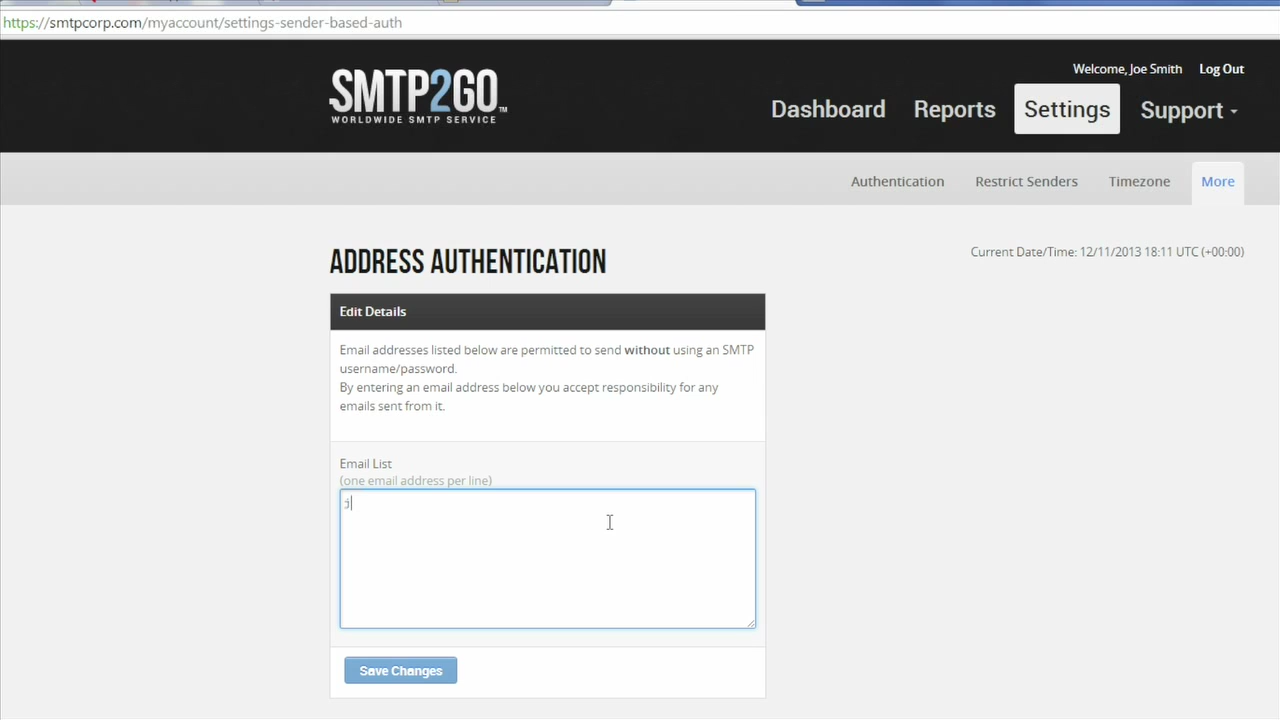 https://smtpcorp.com/myaccount/settings-sender-based-auth
Welcome, Joe Smith Log Out
SMTP2GO™
WORLDWIDE SMTP SERVICE
Dashboard Reports Settings Support
Authentication Restrict Senders Timezone More
ADDRESS AUTHENTICATION
Current Date/Time: 12/11/2013 18:11 UTC (+00:00)
Edit Details
Email addresses listed below are permitted to send without using an SMTP
username/password.
By entering an email address below you accept responsibility for any
emails sent from it.
Email List
(one email address per line)
j
Save Changes